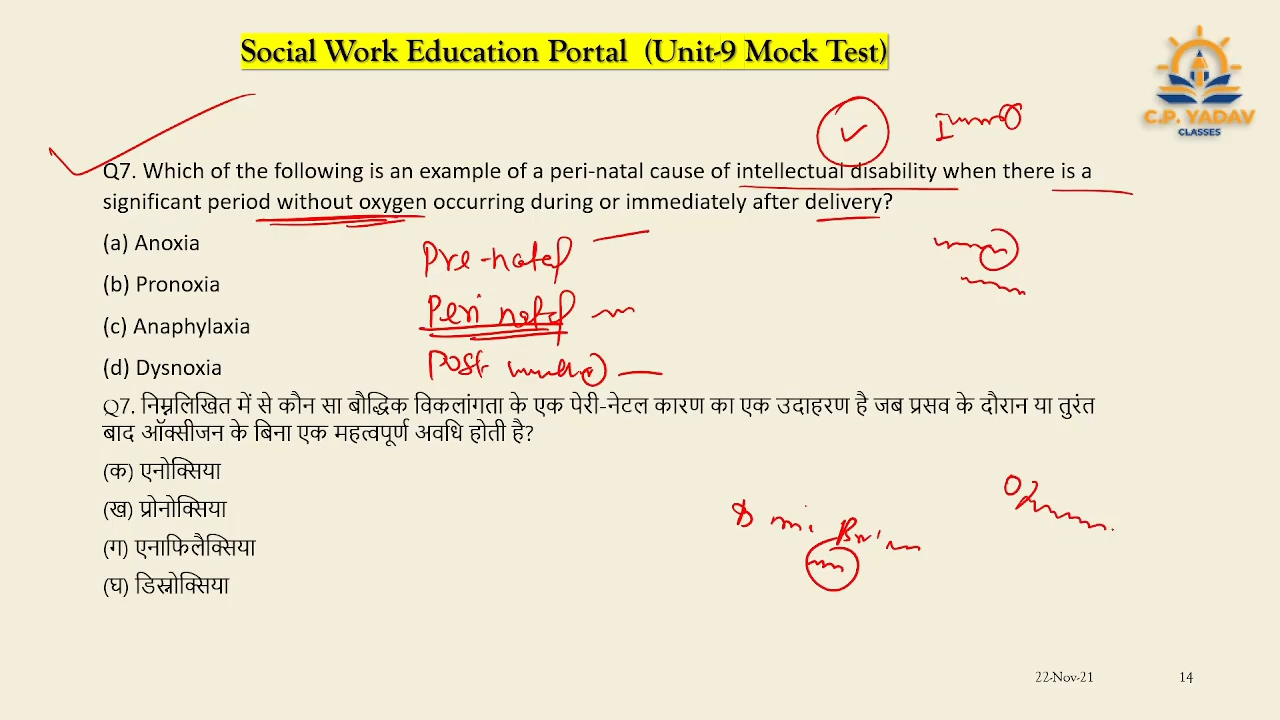 Social Work Education Portal (Unit-9 Mock Test)
C.P. YADAV
CLASSES
Q7. Which of the following is an example of a peri-natal cause of intellectual disability when there is a
significant period without oxygen occurring during or immediately after delivery?
(a) Anoxia
(b) Pronoxia
(c) Anaphylaxia
(d) Dysnoxia
Pre-natal
Peri natal
Post
Q7. निम्नलिखित में से कौन सा बौद्धिक विकलांगता के एक पेरी-नेटल कारण का एक उदाहरण है जब प्रसव के दौरान या तुरंत
बाद ऑक्सीजन के बिना एक महत्वपूर्ण अवधि होती है?
(क) एनोक्सिया
(ख) प्रोनोक्सिया
(ग) एनाफिलैक्सिया
(घ) डिस्नोक्सिया
O2
22-Nov-21
14